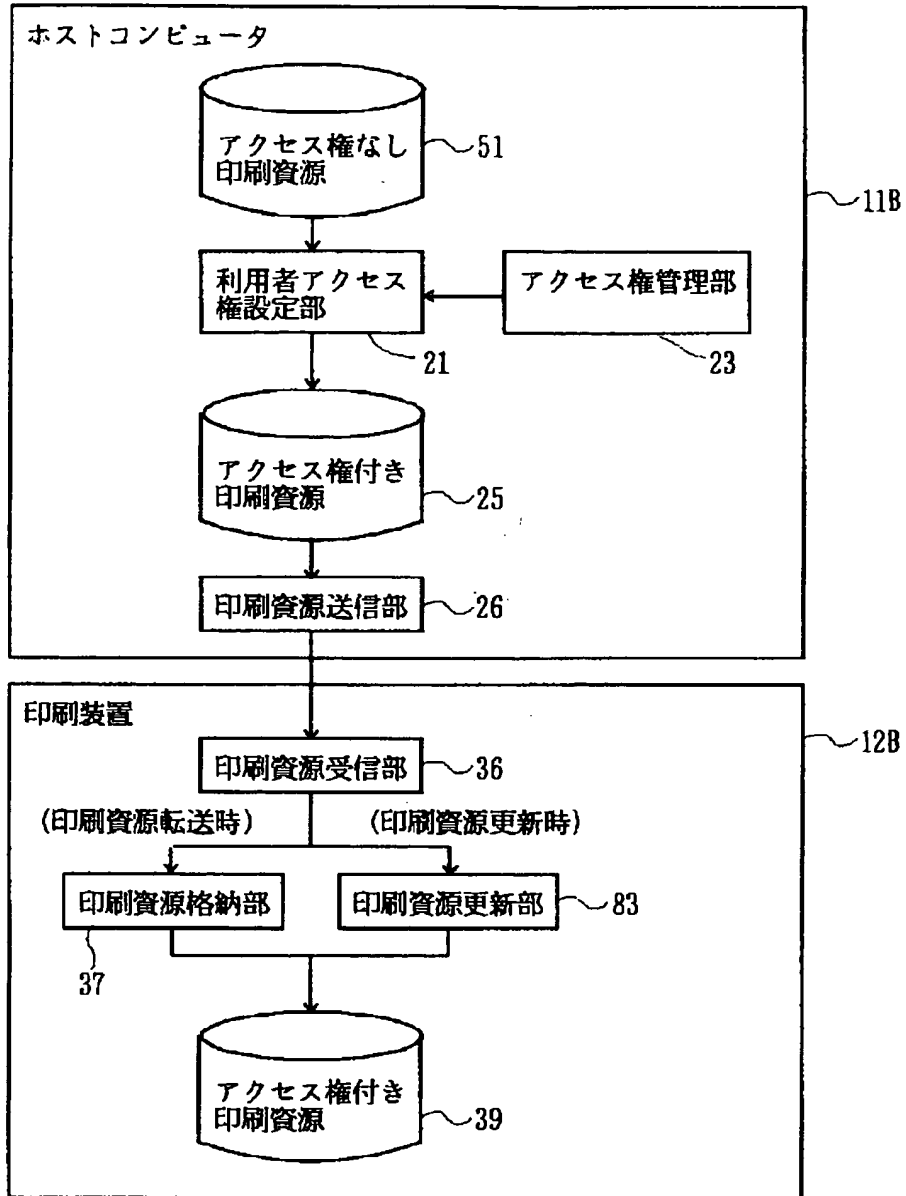 ホストコンピュータ
アクセス権なし
印刷資源
51
11B
利用者アクセス
権設定部
アクセス権管理部
21
23
アクセス権付き
印刷資源
25
印刷資源送信部
26
印刷装置
12B
印刷資源受信部
36
(印刷資源転送時)
(印刷資源更新時)
印刷資源格納部
印刷資源更新部
83
37
アクセス権付き
印刷資源
39